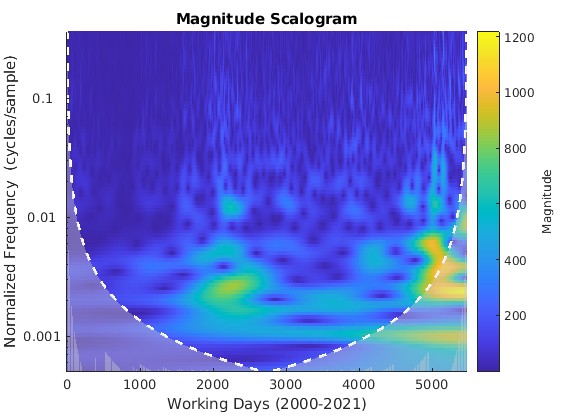 Magnitude Scalogram
Normalized Frequency (cycles/sample)
0.1
0.01
0.001
0 1000 2000 3000 4000 5000
Working Days (2000-2021)
1200
1000
800
600
400
200
Magnitude